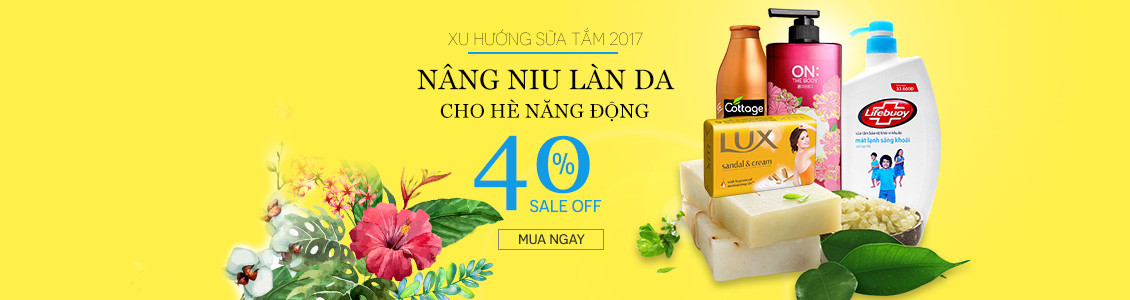 XU HƯỚNG SỮA TẮM 2017
NÂNG NIU LÀN DA
CHO HÈ NĂNG ĐỘNG
40%
SALE OFF
MUA NGAY
Cottage
ON:
THE BODY
Lifebuoy
mát lạnh sảng khoái
LUX
sandal & cream